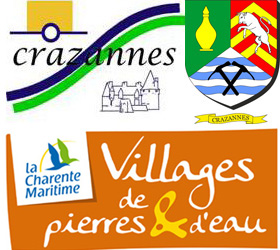 crazannes
CRAZANNES
la
Charente
Maritime
Villages
de
pierres & d'eau